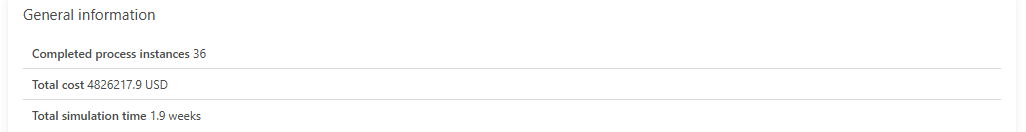 General information
Completed process instances 36
Total cost 4826217.9 USD
Total simulation time 1.9 weeks